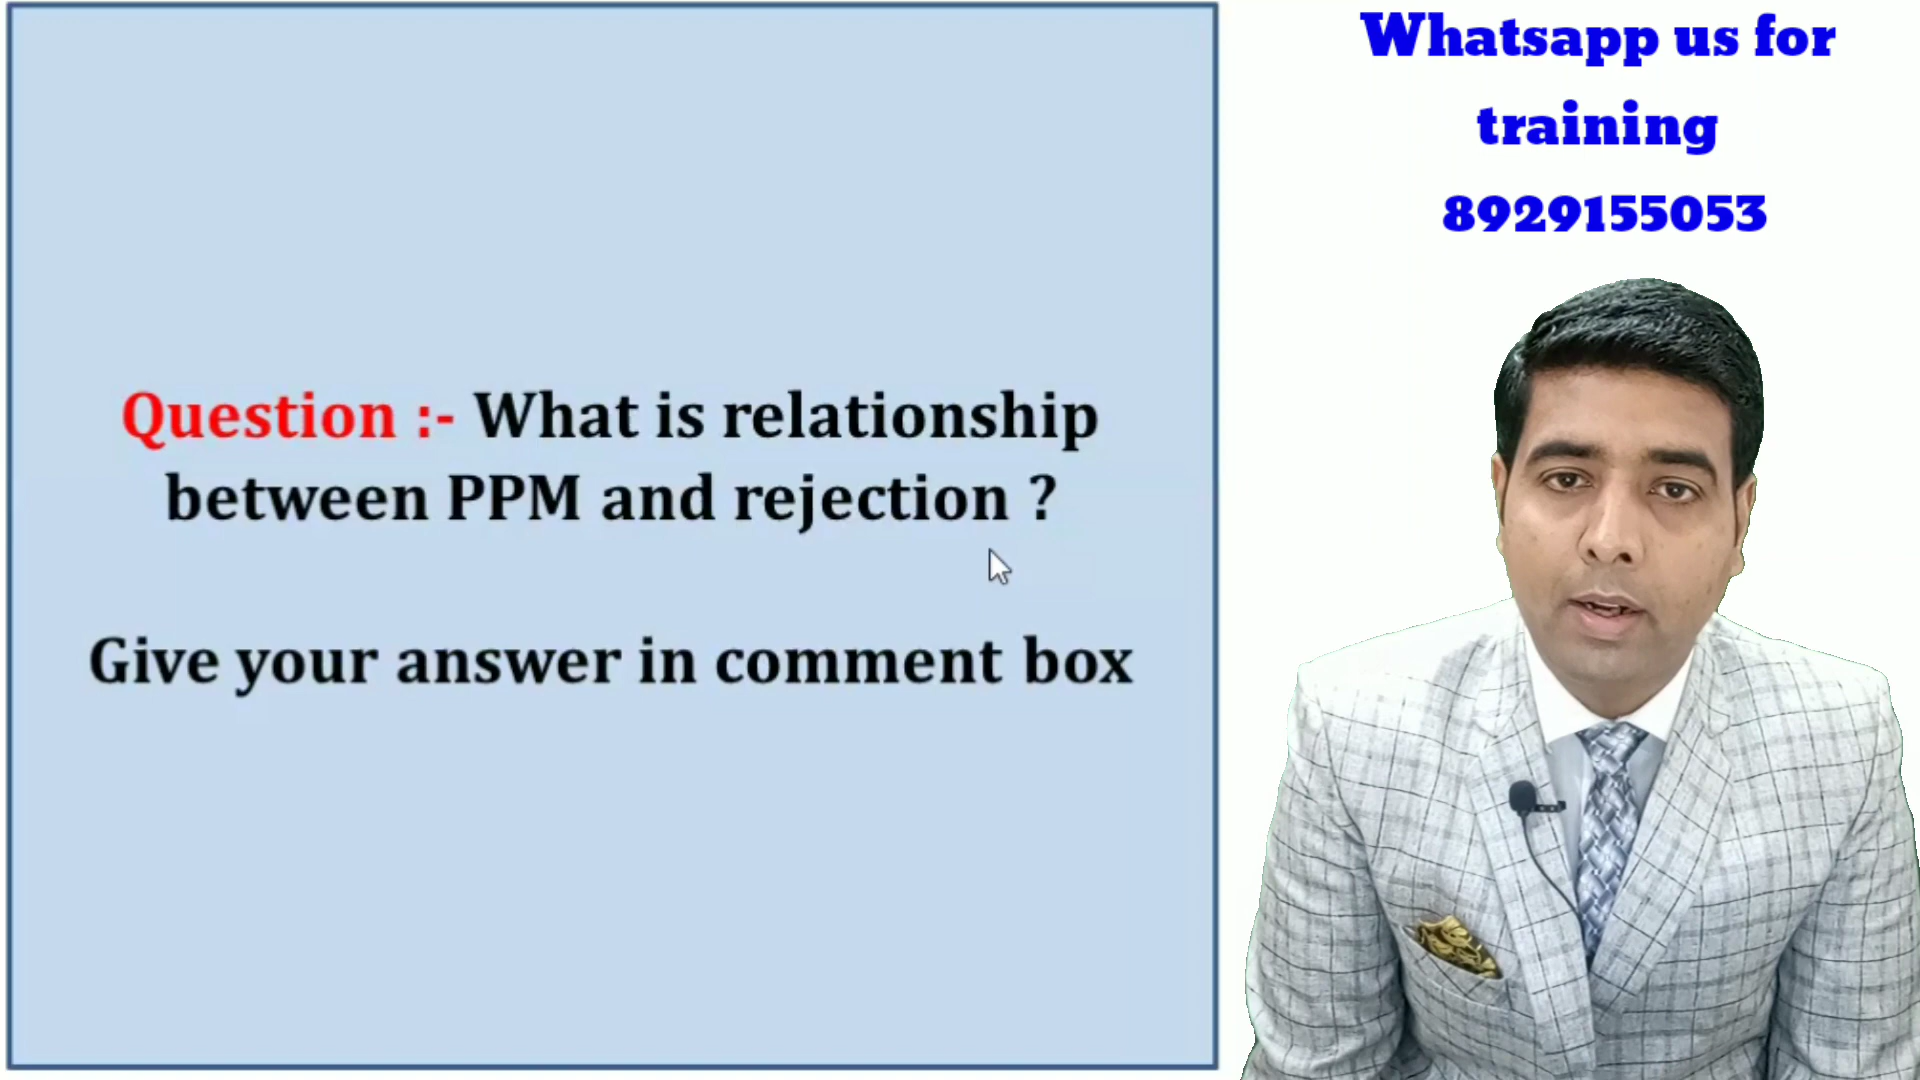 Question :- What is relationship
between PPM and rejection ?
Give your answer in comment box
Whatsapp us for
training
8929155053